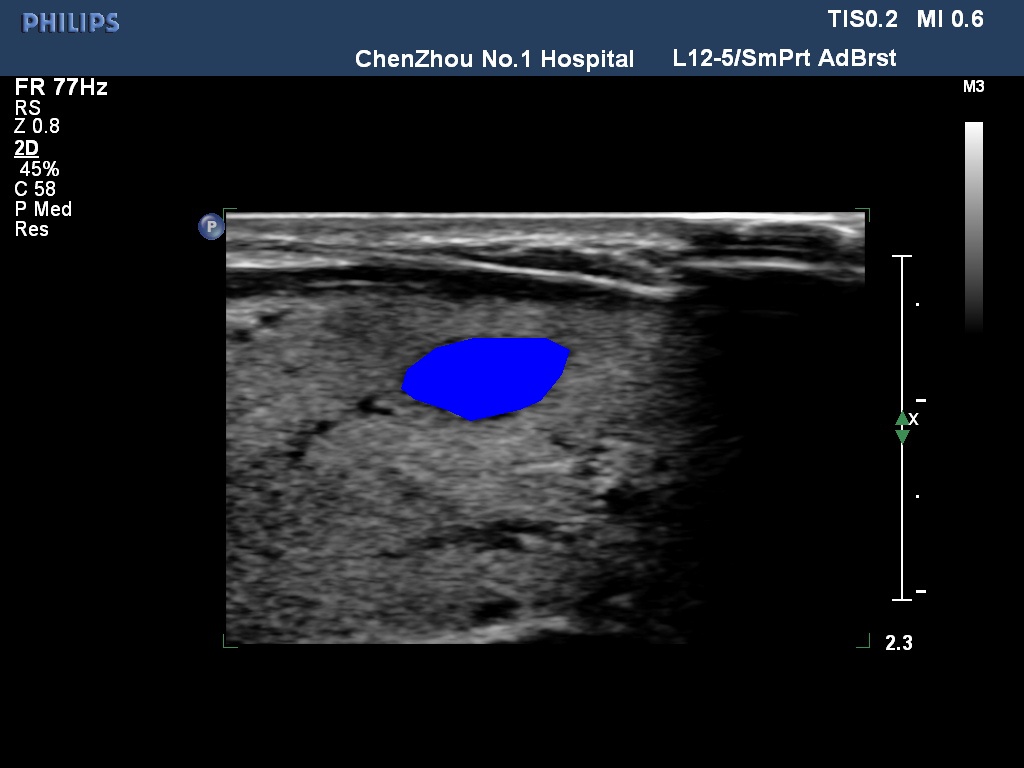 PHILIPS
TIS0.2 MI 0.6
ChenZhou No.1 Hospital L12-5/SmPrt AdBrst
FR 77Hz
RS
Z 0.8
2D
45%
C 58
P Med
Res
M3
P
X
2.3